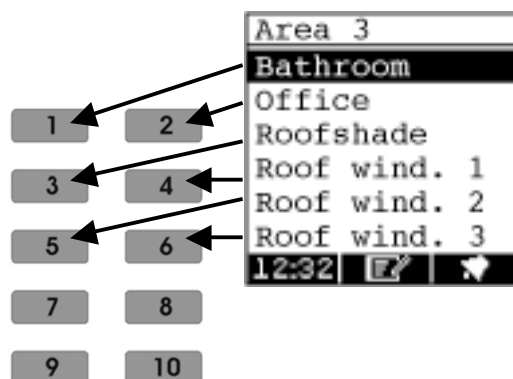 Area 3
Bathroom
Office
Roofshade
Roof wind. 1
Roof wind. 2
Roof wind. 3
12:32
1 2
3 4
5 6
7 8
9 10